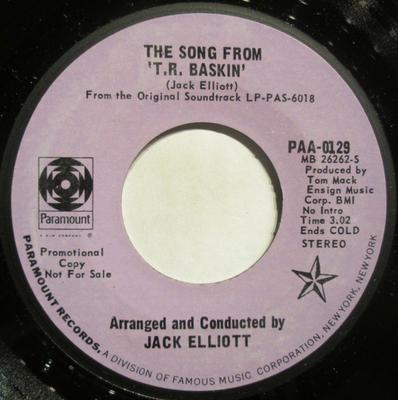 THE SONG FROM
'T.R. BASKIN'
(Jack Elliott)
From the Original Soundtrack LP-PAS-6018
PAA-0129
MB 26262-S
Produced by
Tom Mack
Ensign Music
Corp. BMI
No Intro
Time 3.02
Ends COLD
STEREO
Paramount
A G+W COMPANY
Promotional
Copy
Not For Sale
Arranged and Conducted by
JACK ELLIOTT
PARAMOUNT RECORDS, A DIVISION OF FAMOUS MUSIC CORPORATION, NEW YORK, NEW YORK